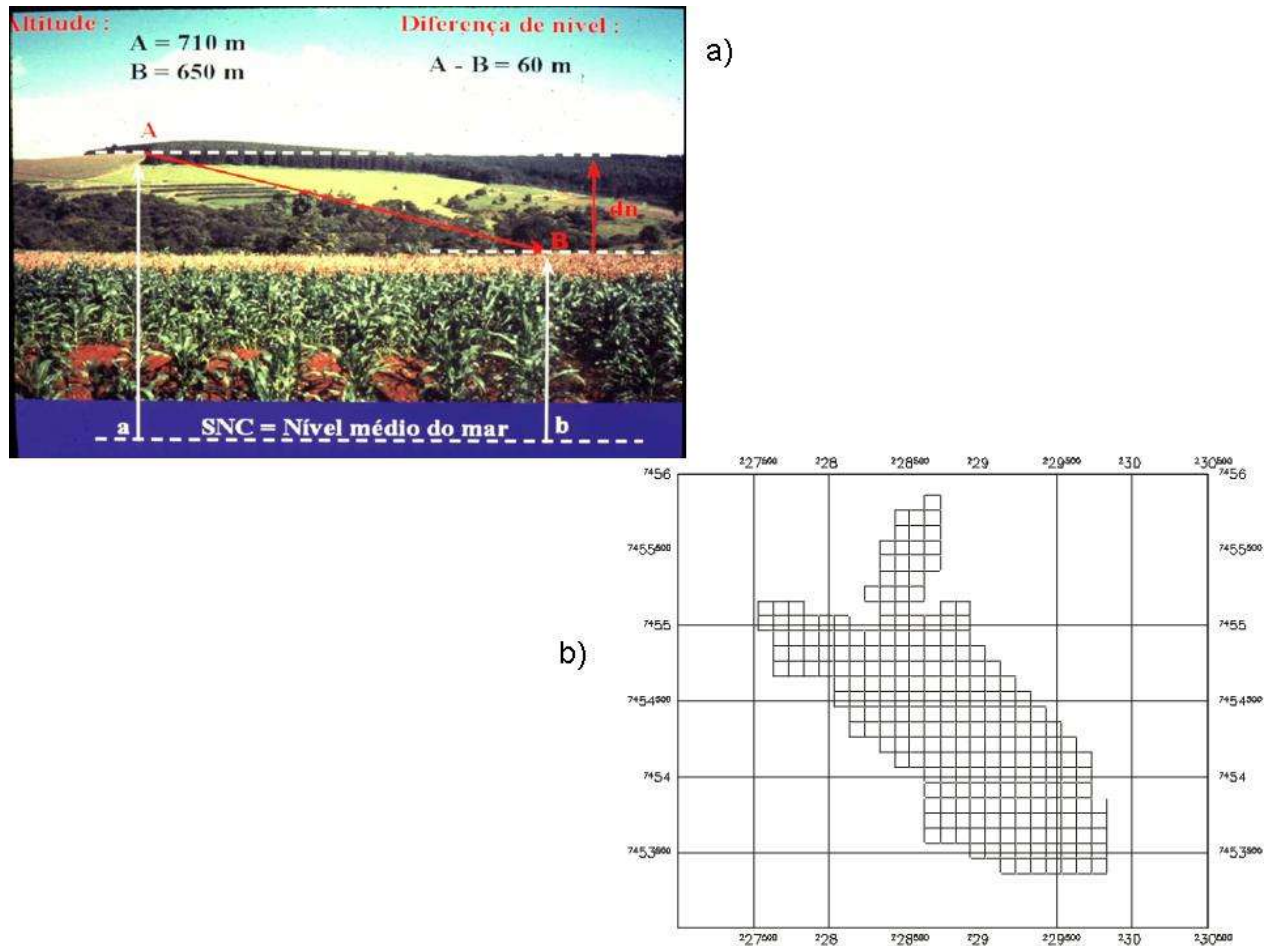 Altitude :
A = 710 m
B = 650 m
Diferença de nivel :
A - B = 60 m
a)
A
dn
B
a
SNC = Nível médio do mar
b
b)
227500 228 228500 229 229500 230 230500
7456 7456
7455500 7455500
7455 7455
7454500 7454500
7454 7454
7453500 7453500
227500 228 228500 229 229500 230 230500